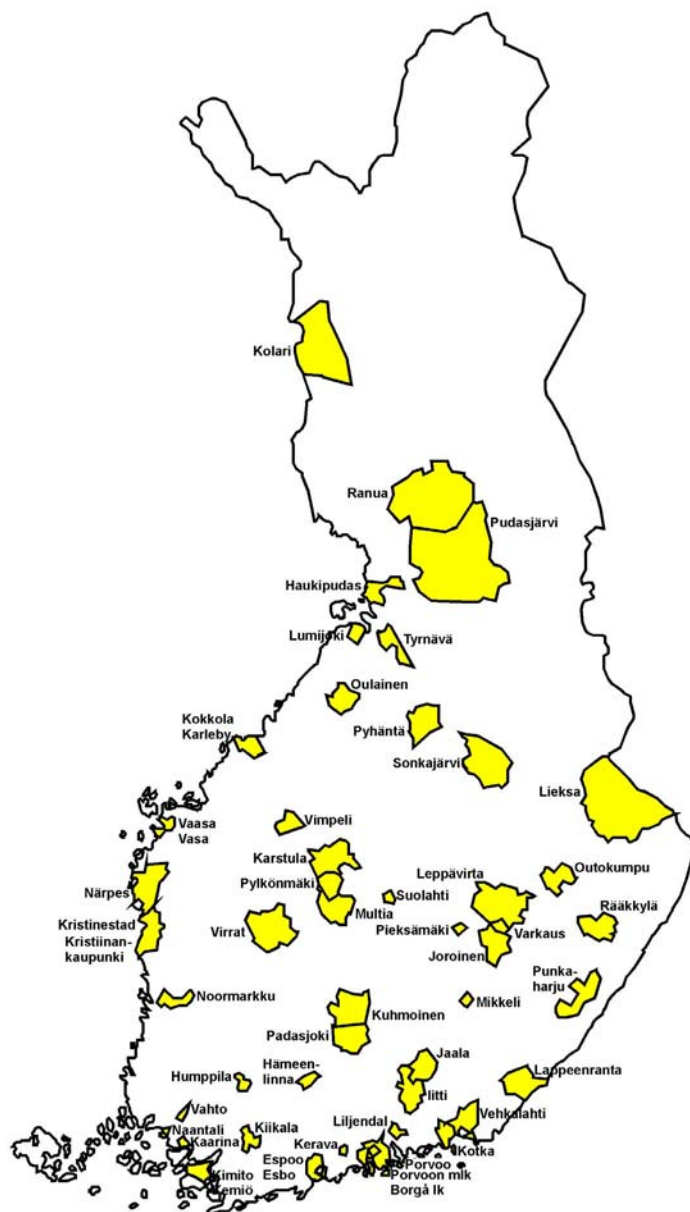 Kolari
Ranua
Pudasjärvi
Haukipudas
Lumijoki
Tyrnävä
Oulainen
Kokkola
Karleby
Pyhäntä
Sonkajärvi
Lieksa
Vaasa
Vasa
Vimpeli
Karstula
Leppävirta
Outokumpu
Närpes
Pylkönmäki
Suolahti
Rääkkylä
Kristinestad
Kristiinan-
kaupunki
Virrat
Multia
Pieksämäki
Varkaus
Joroinen
Punka-
harju
Noormarkku
Kuhmoinen
Mikkeli
Padasjoki
Jaala
Humppila
Hämeen-
linna
Iitti
Lappeenranta
Vahto
Vehkalahti
Naantali
Kaarina
Kiikala
Liljendal
Kerava
Kotka
Espoo
Esbo
Porvoo
Porvoon mlk
Borgå lk
Kimito
Kemiö